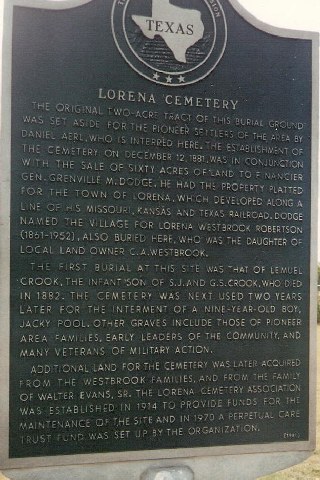 TEXAS
LORENA CEMETERY
THE ORIGINAL TWO-ACRE TRACT OF THIS BURIAL GROUND
WAS SET ASIDE FOR THE PIONEER SETTLERS OF THE AREA BY
DANIEL AERL, WHO IS INTERRED HERE. THE ESTABLISHMENT OF
THE CEMETERY ON DECEMBER 12, 1881, WAS IN CONJUNCTION
WITH THE SALE OF SIXTY ACRES OF LAND TO FINANCIER
GEN. GRENVILLE M. DODGE. HE HAD THE PROPERTY PLATTED
FOR THE TOWN OF LORENA, WHICH DEVELOPED ALONG A
LINE OF HIS MISSOURI, KANSAS AND TEXAS RAILROAD. DODGE
NAMED THE VILLAGE FOR LORENA WESTBROOK ROBERTSON
(1861-1952), ALSO BURIED HERE, WHO WAS THE DAUGHTER OF
LOCAL LAND OWNER C. A. WESTBROOK.
THE FIRST BURIAL AT THIS SITE WAS THAT OF LEMUEL
CROOK, THE INFANT SON OF S.J. AND G.S. CROOK, WHO DIED
IN 1882. THE CEMETERY WAS NEXT USED TWO YEARS
LATER FOR THE INTERMENT OF A NINE-YEAR-OLD BOY,
JACKY POOL. OTHER GRAVES INCLUDE THOSE OF PIONEER
AREA FAMILIES, EARLY LEADERS OF THE COMMUNITY, AND
MANY VETERANS OF MILITARY ACTION.
ADDITIONAL LAND FOR THE CEMETERY WAS LATER ACQUIRED
FROM THE WESTBROOK FAMILIES, AND FROM THE FAMILY
OF WALTER EVANS, SR. THE LORENA CEMETERY ASSOCIATION
WAS ESTABLISHED IN 1914 TO PROVIDE FUNDS FOR THE
MAINTENANCE OF THE SITE AND IN 1970 A PERPETUAL CARE
TRUST FUND WAS SET UP BY THE ORGANIZATION.